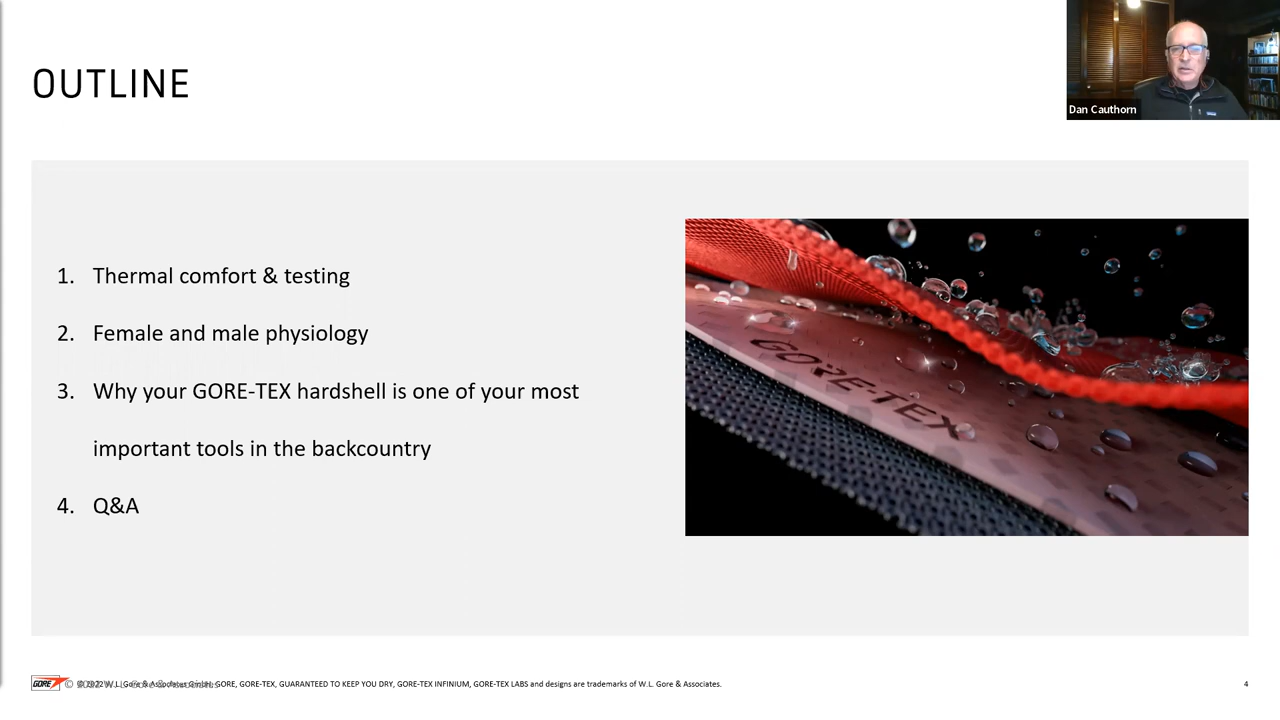 OUTLINE
Dan Cauthorn
1. Thermal comfort & testing
2. Female and male physiology
3. Why your GORE-TEX hardshell is one of your most
important tools in the backcountry
4. Q&A
GORE-TEX
GORE
GORE, GORE-TEX, GUARANTEED TO KEEP YOU DRY, GORE-TEX INFINIUM, GORE-TEX LABS and designs are trademarks of W.L. Gore & Associates.
4